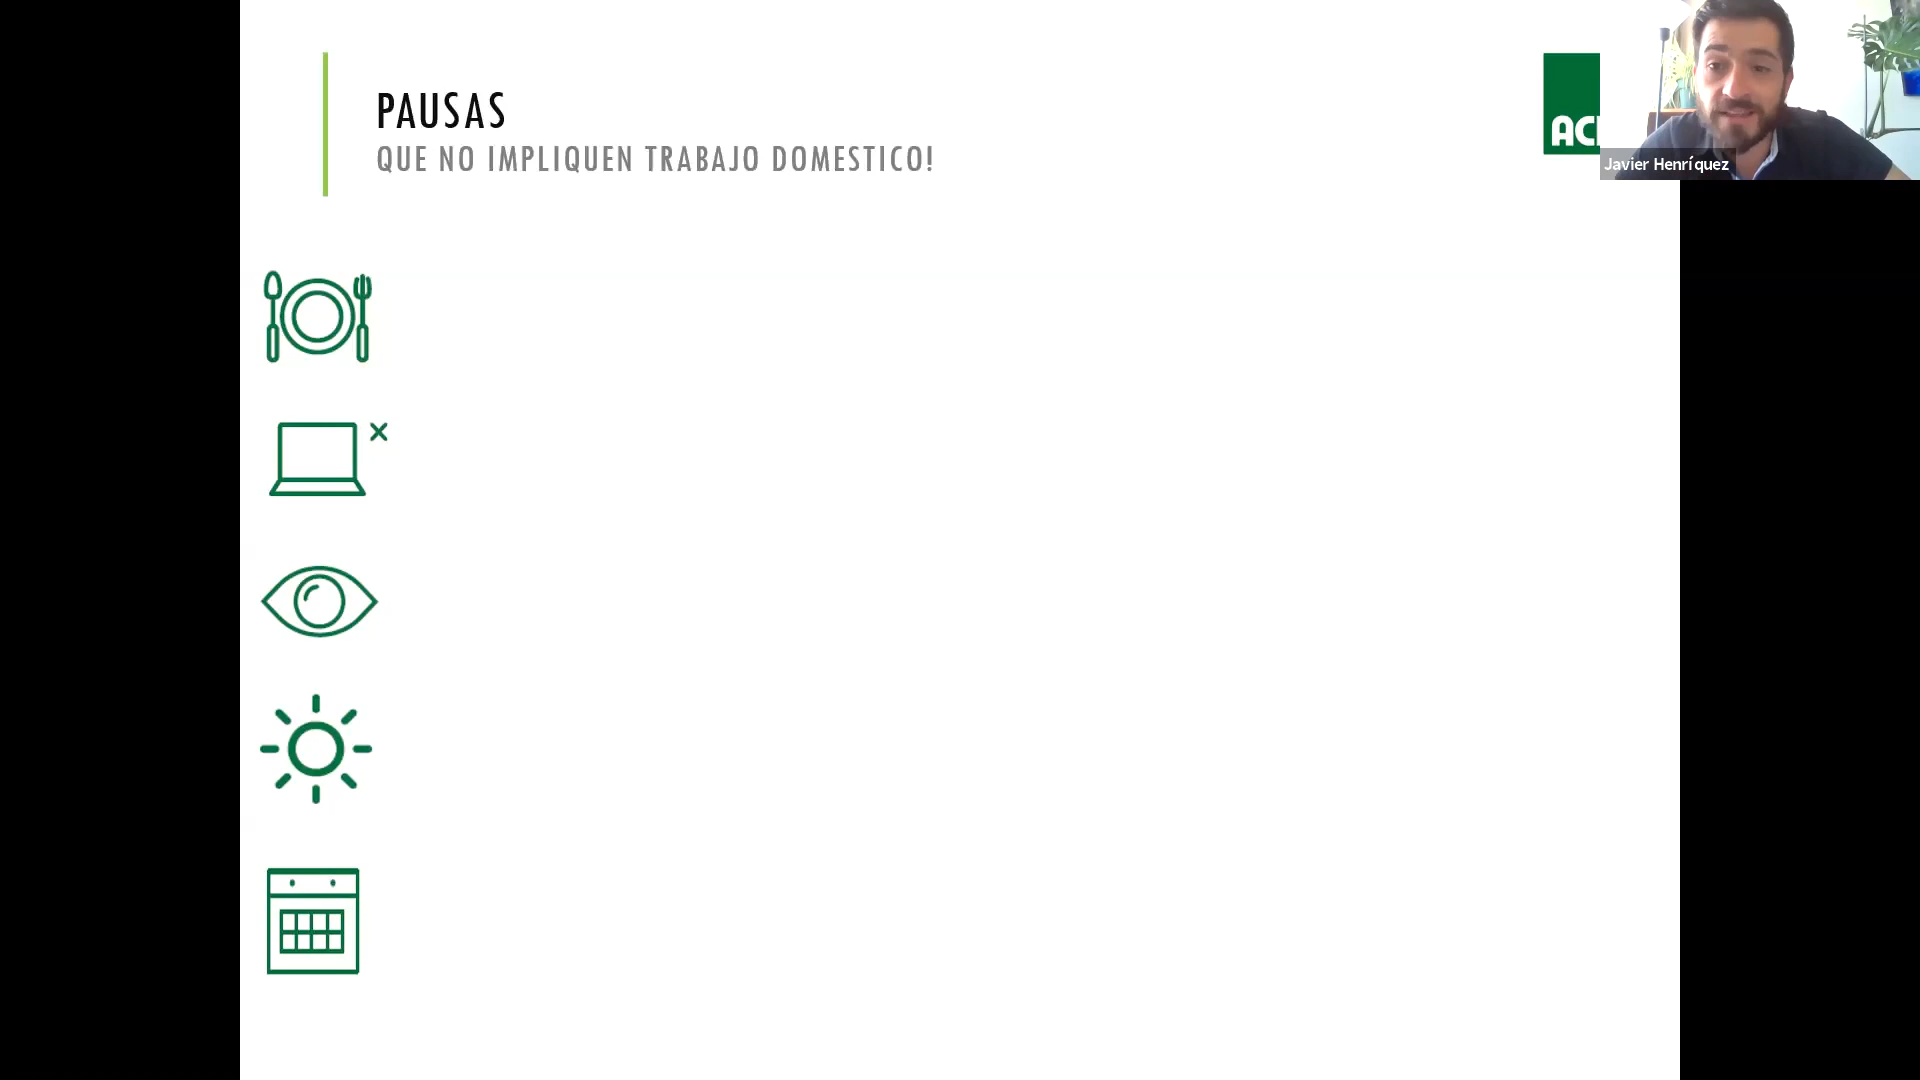 PAUSAS
QUE NO IMPLIQUEN TRABAJO DOMESTICO!
AC
Javier Henríquez